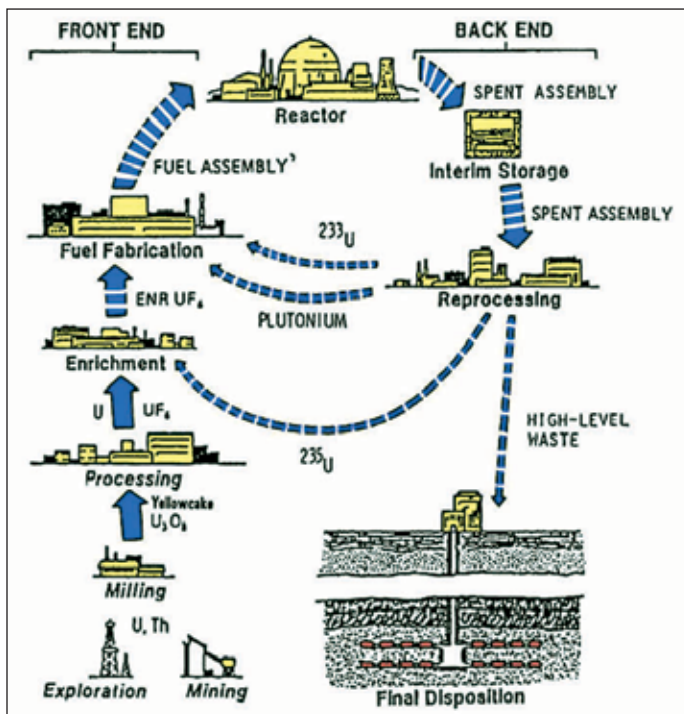 FRONT END
BACK END
Reactor
SPENT ASSEMBLY
Interim Storage
FUEL ASSEMBLY
SPENT ASSEMBLY
Fuel Fabrication
233U
Reprocessing
PLUTONIUM
ENR UF6
Enrichment
U UF6
235U
HIGH-LEVEL
WASTE
Processing
Yellowcake
U3O8
Milling
U, Th
Exploration
Mining
Final Disposition